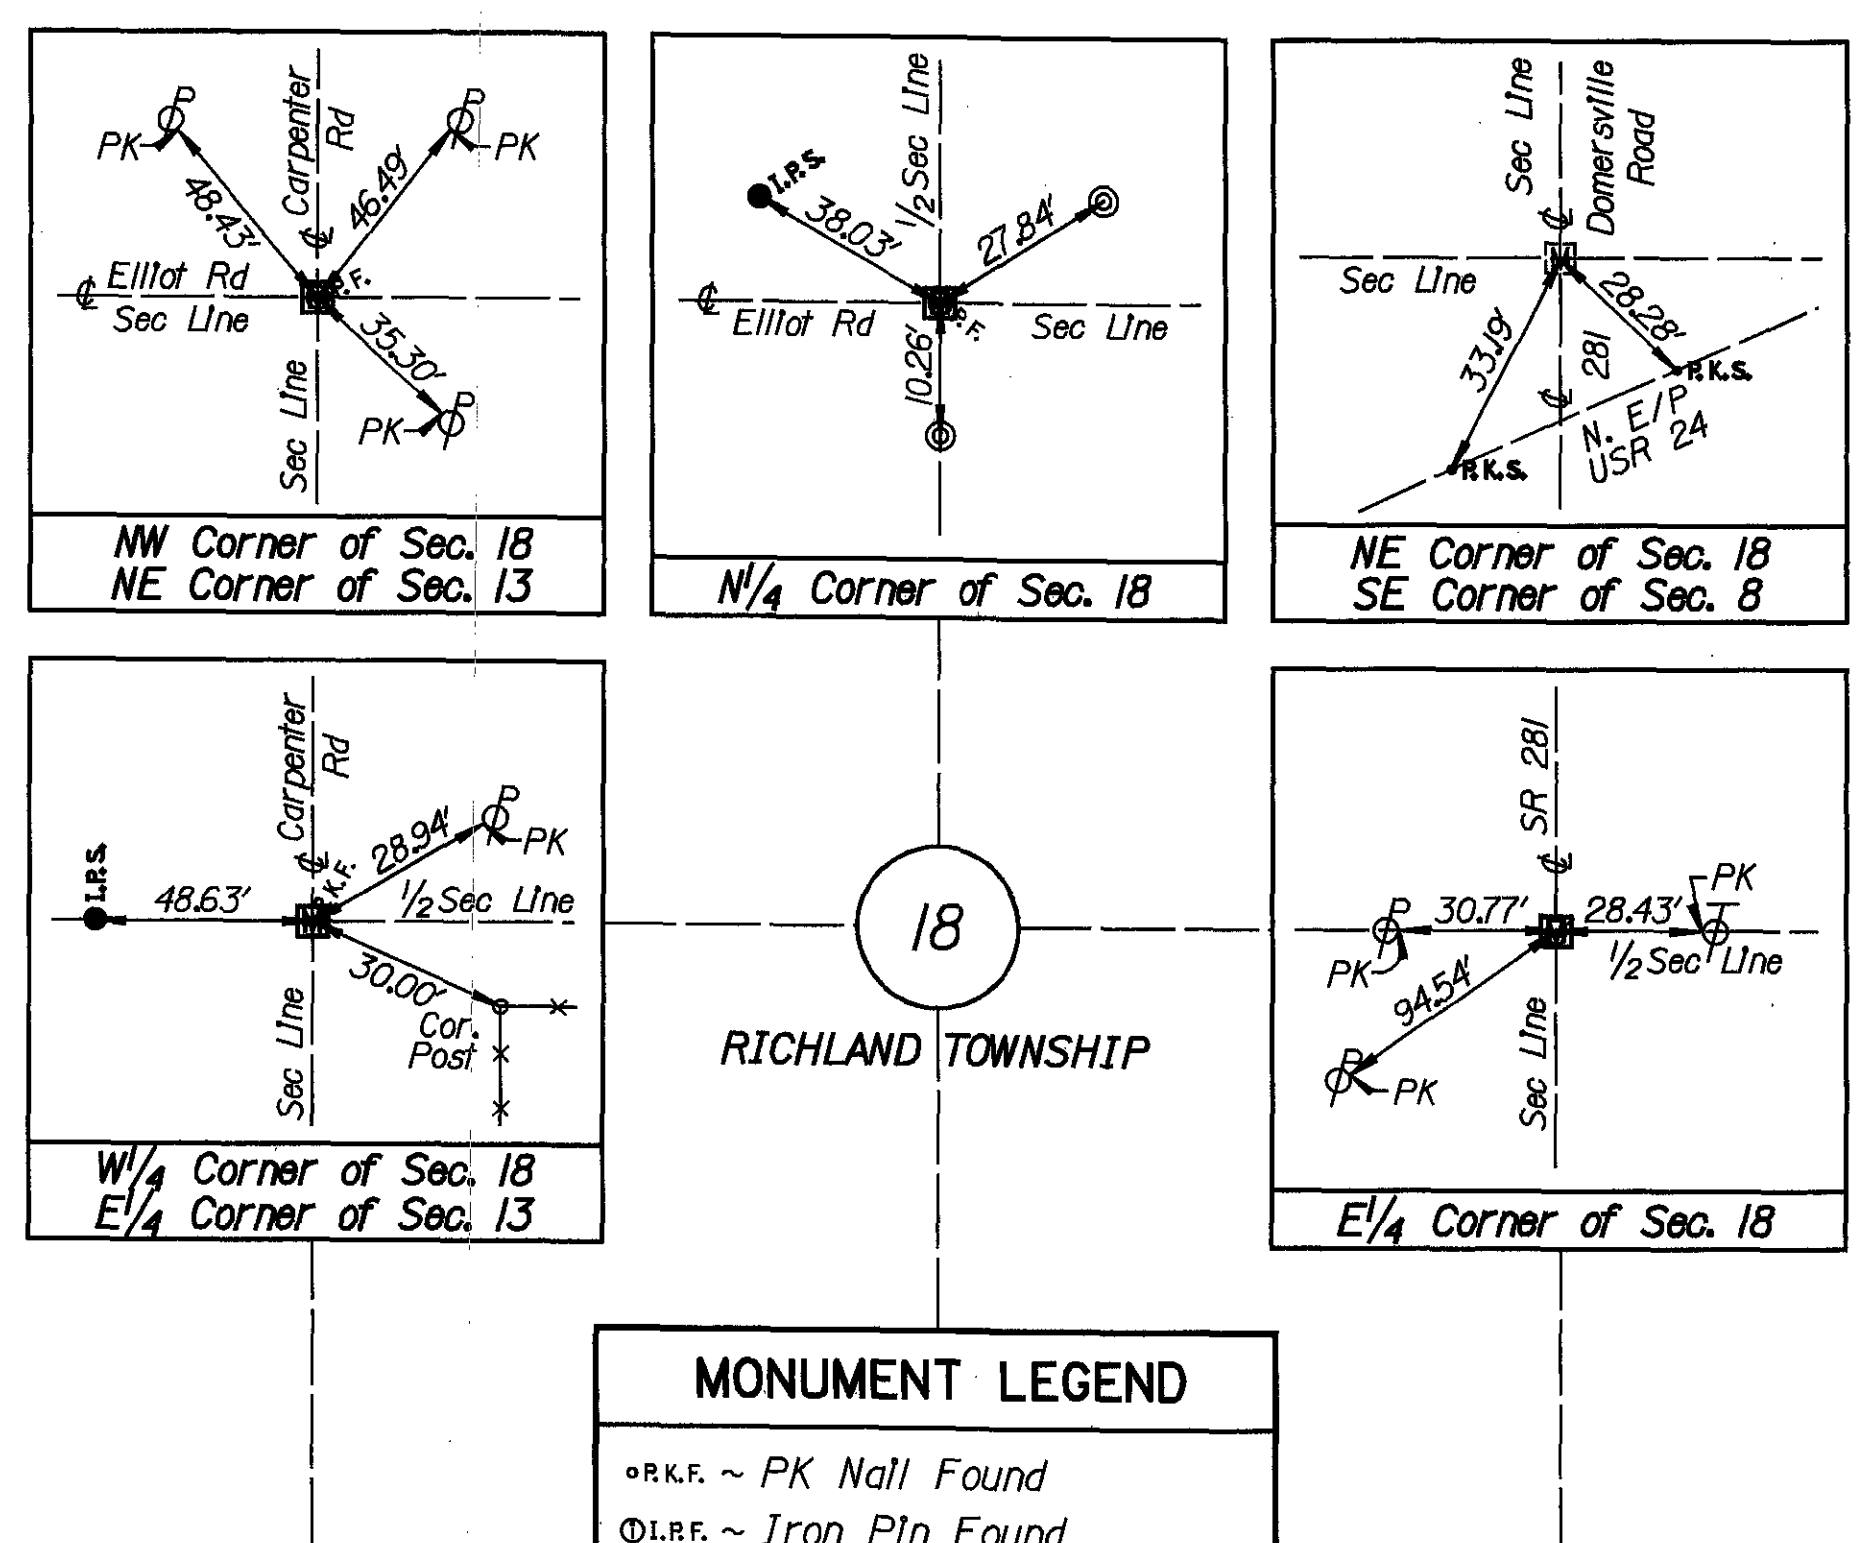 P
PK
48.43'
Carpenter
Rd
46.49'
P
PK
℄
℄ Elliot Rd
Sec Line
35.30'
PK
P
Sec Line
NW Corner of Sec. 18
NE Corner of Sec. 13
I.P.S.
38.03'
1/2 Sec Line
27.84'
℄
Elliot Rd
Sec Line
10.26'
N1/4 Corner of Sec. 18
Sec Line
℄
Domersville
Road
M
Sec Line
28.28'
33.19'
281
℄
P.K.S.
P.K.S.
N. E/P
USR 24
NE Corner of Sec. 18
SE Corner of Sec. 8
I.P.S.
48.63'
℄ Carpenter
Rd
P.K.F.
28.94'
P
PK
1/2 Sec Line
30.00'
Cor.
Post
Sec Line
W1/4 Corner of Sec. 18
E1/4 Corner of Sec. 13
18
RICHLAND TOWNSHIP
℄ SR 281
P
PK
30.77'
28.43'
PK
T
1/2 Sec Line
94.54'
P
PK
Sec Line
E1/4 Corner of Sec. 18
MONUMENT LEGEND
P.K.F. ~ PK Nail Found
I.P.F. ~ Iron Pin Found